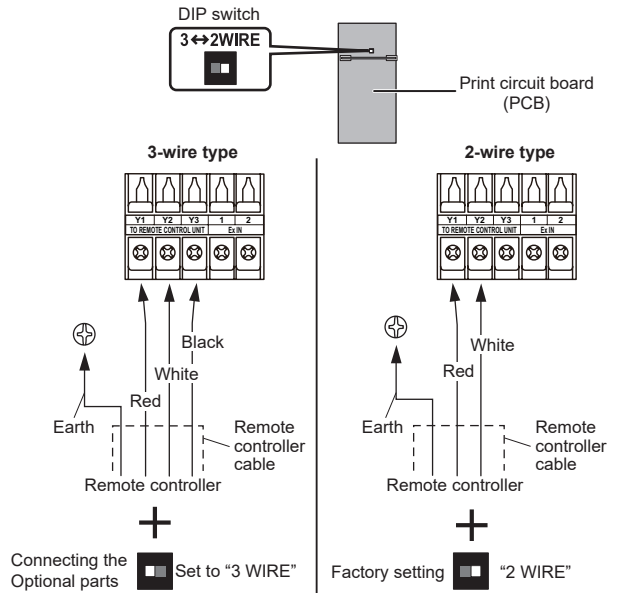 DIP switch
3↔2WIRE
Print circuit board
(PCB)
3-wire type
Y1 Y2 Y3 1 2
TO REMOTE CONTROL UNIT Ex IN
Black
White
Red
Earth
Remote
controller
cable
Remote controller
+
Connecting the
Optional parts
Set to “3 WIRE”
2-wire type
Y1 Y2 Y3 1 2
TO REMOTE CONTROL UNIT Ex IN
White
Red
Earth
Remote
controller
cable
Remote controller
+
Factory setting
“2 WIRE”